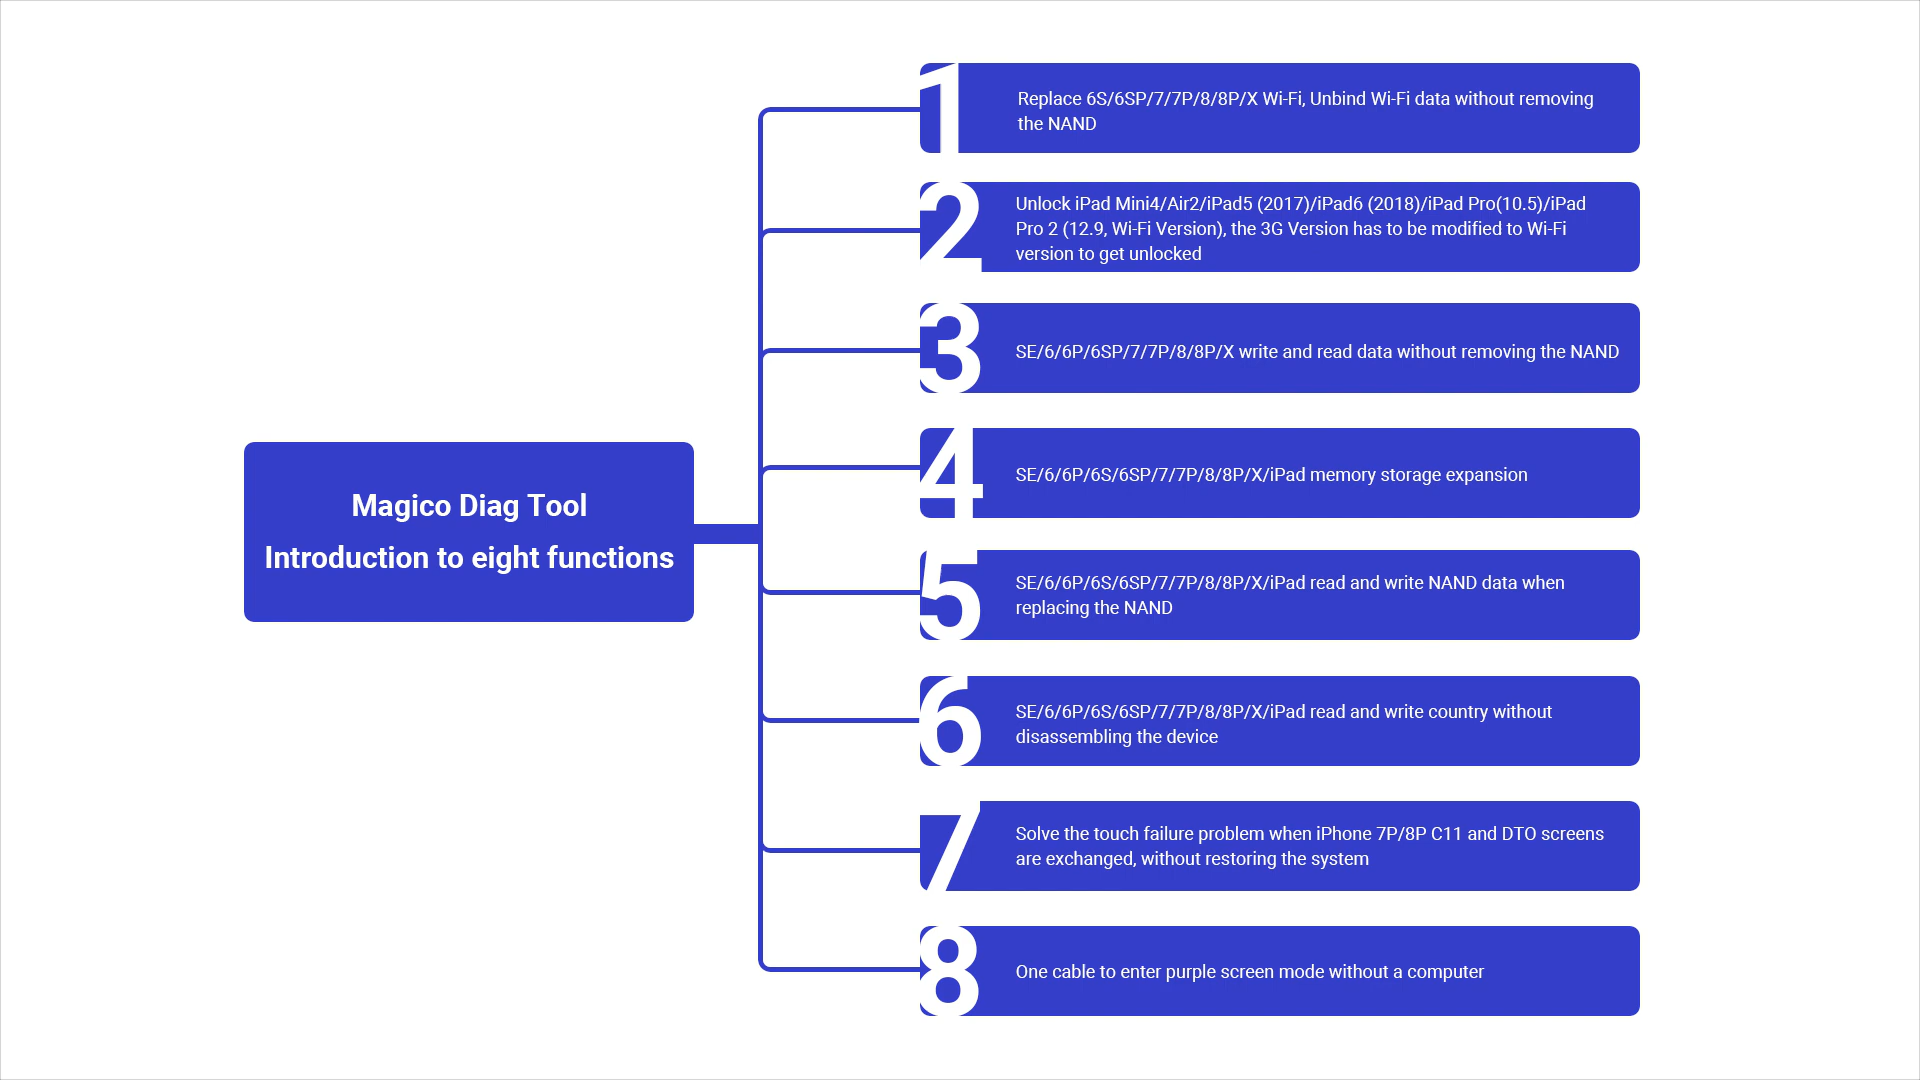 Magico Diag Tool
Introduction to eight functions
1
Replace 6S/6SP/7/7P/8/8P/X Wi-Fi, Unbind Wi-Fi data without removing
the NAND
2
Unlock iPad Mini4/Air2/iPad5 (2017)/iPad6 (2018)/iPad Pro(10.5)/iPad
Pro 2 (12.9, Wi-Fi Version), the 3G Version has to be modified to Wi-Fi
version to get unlocked
3
SE/6/6P/6SP/7/7P/8/8P/X write and read data without removing the NAND
4
SE/6/6P/6S/6SP/7/7P/8/8P/X/iPad memory storage expansion
5
SE/6/6P/6S/6SP/7/7P/8/8P/X/iPad read and write NAND data when
replacing the NAND
6
SE/6/6P/6S/6SP/7/7P/8/8P/X/iPad read and write country without
disassembling the device
7
Solve the touch failure problem when iPhone 7P/8P C11 and DTO screens
are exchanged, without restoring the system
8
One cable to enter purple screen mode without a computer